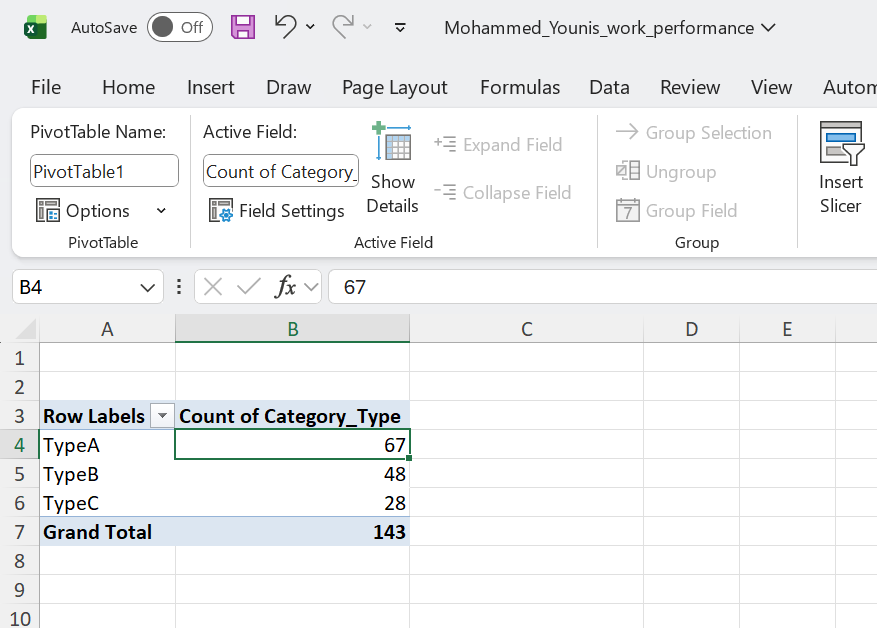 AutoSave Off Mohammed_Younis_work_performance
File Home Insert Draw Page Layout Formulas Data Review View Autom
PivotTable Name: Active Field:
PivotTable1 Count of Category_
Options Field Settings
Show Details
Expand Field
Collapse Field
Group Selection
Ungroup
7 Group Field
Insert Slicer
PivotTable Active Field Group
B4 fx 67
A B C D E
1
2
3 Row Labels Count of Category_Type
4 TypeA 67
5 TypeB 48
6 TypeC 28
7 Grand Total 143
8
9
10